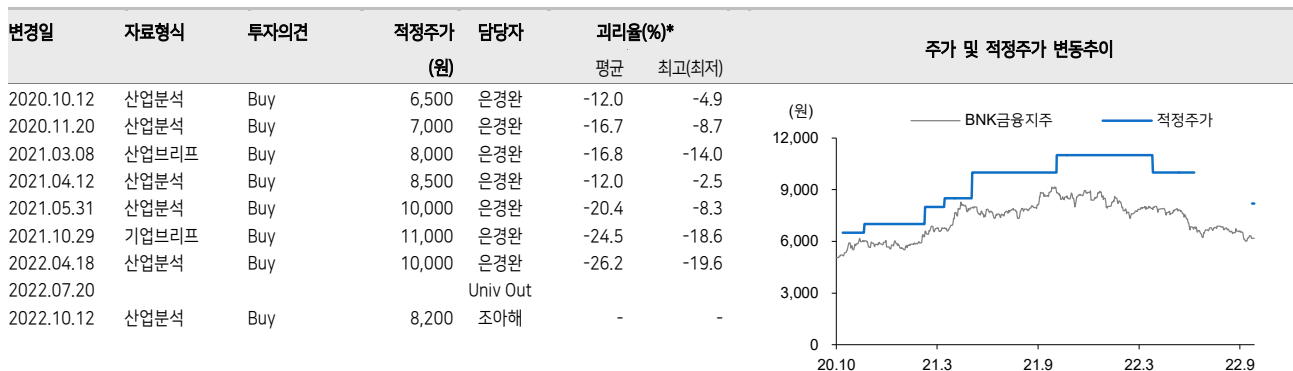 변경일 자료형식 투자의견 적정주가 담당자 괴리율(%)* 주가 및 적정주가 변동추이
(원) 평균 최고(최저)
2020.10.12 산업분석 Buy 6,500 은경완 -12.0 -4.9
2020.11.20 산업분석 Buy 7,000 은경완 -16.7 -8.7
2021.03.08 산업브리프 Buy 8,000 은경완 -16.8 -14.0
2021.04.12 산업분석 Buy 8,500 은경완 -12.0 -2.5
2021.05.31 산업분석 Buy 10,000 은경완 -20.4 -8.3
2021.10.29 기업브리프 Buy 11,000 은경완 -24.5 -18.6
2022.04.18 산업분석 Buy 10,000 은경완 -26.2 -19.6
2022.07.20 Univ Out
2022.10.12 산업분석 Buy 8,200 조아해 - -
(원) BNK금융지주 적정주가
12,000
9,000
6,000
3,000
0
20.10 21.3 21.9 22.3 22.9